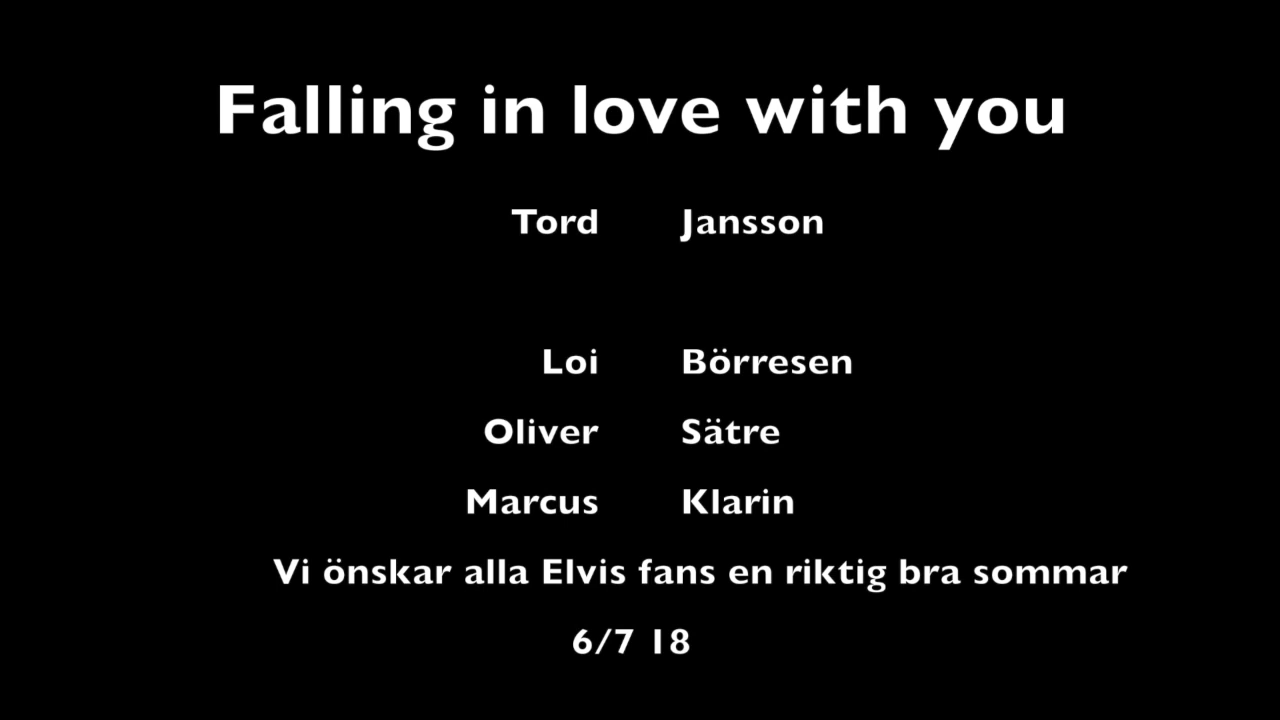 Falling in love with you
Tord Jansson
Loi Börresen
Oliver Sätre
Marcus Klarin
Vi önskar alla Elvis fans en riktig bra sommar
6/7 18